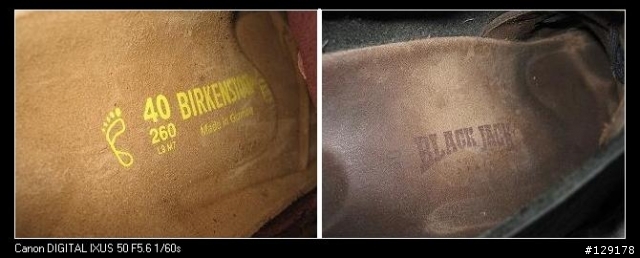 40 BIRKENSTOCK
260 Made in Germany
L9 M7
BLACK JACK
Canon DIGITAL IXUS 50 F5.6 1/60s
#129178